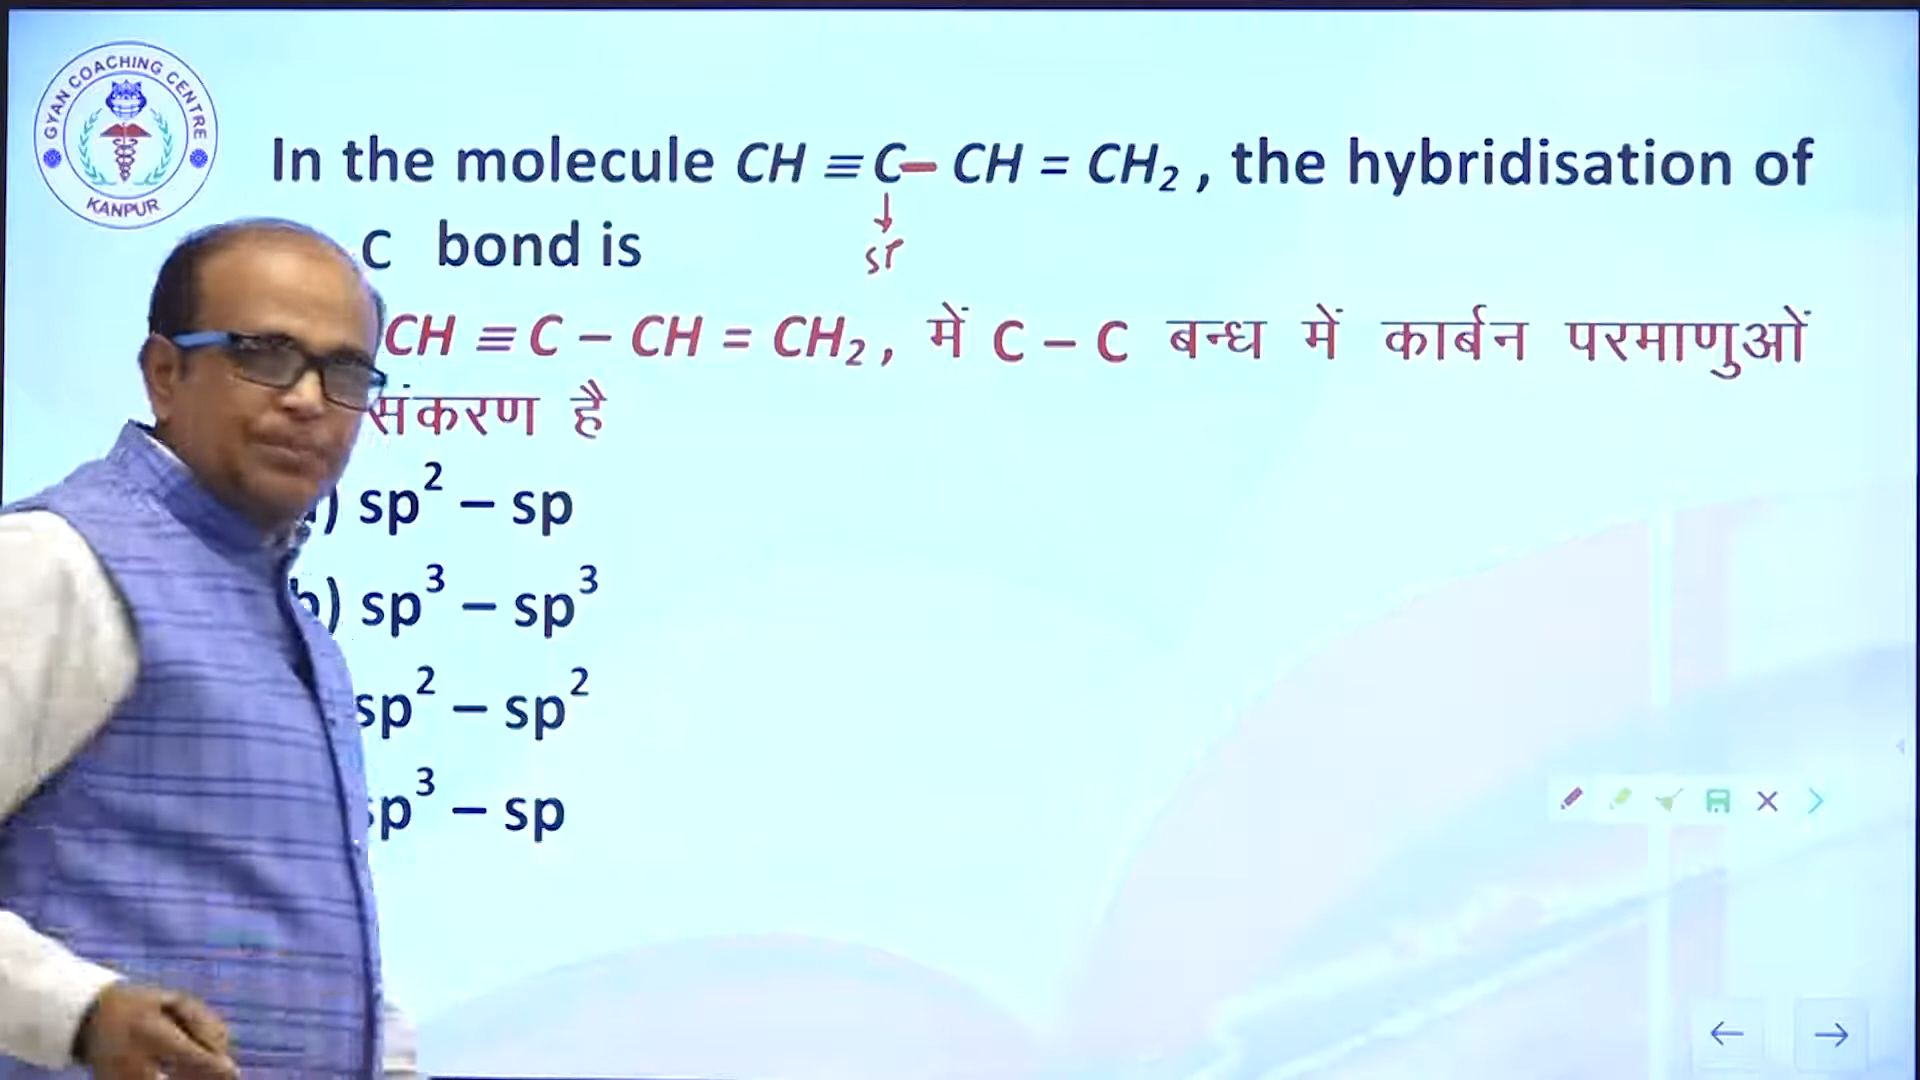 GYAN COACHING CENTRE
KANPUR
In the molecule CH ≡ C – CH = CH₂ , the hybridisation of
sp
C bond is
CH ≡ C – CH = CH₂ , में C – C बन्ध में कार्बन परमाणुओं
संकरण है
a) sp² – sp
b) sp³ – sp³
sp² – sp²
sp³ – sp